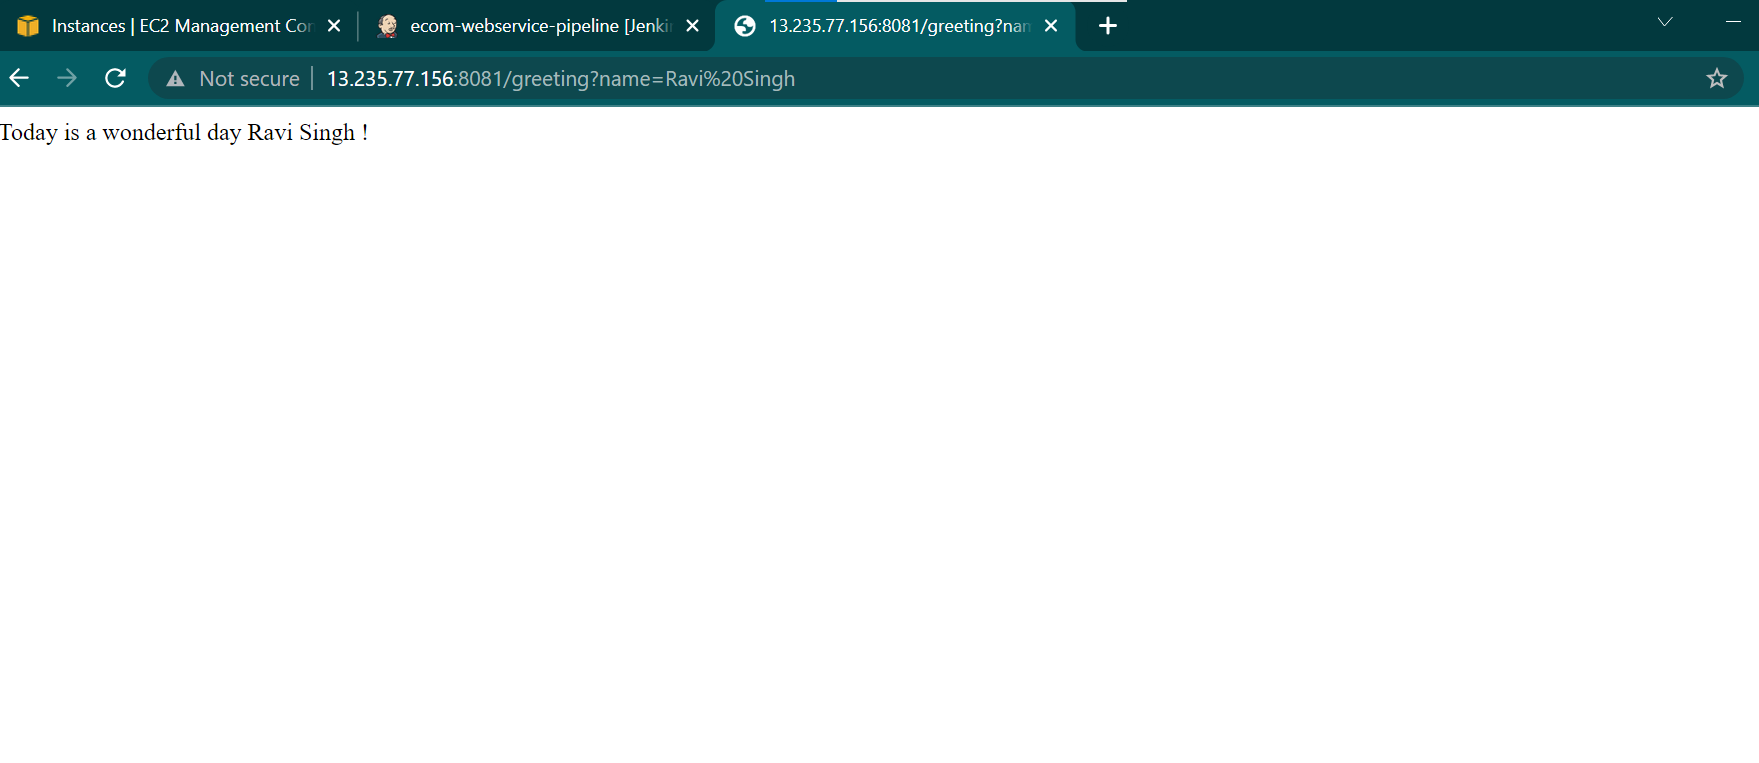 Instances | EC2 Management Con
ecom-webservice-pipeline [Jenki
13.235.77.156:8081/greeting?nan
Not secure
13.235.77.156:8081/greeting?name=Ravi%20Singh
Today is a wonderful day Ravi Singh !